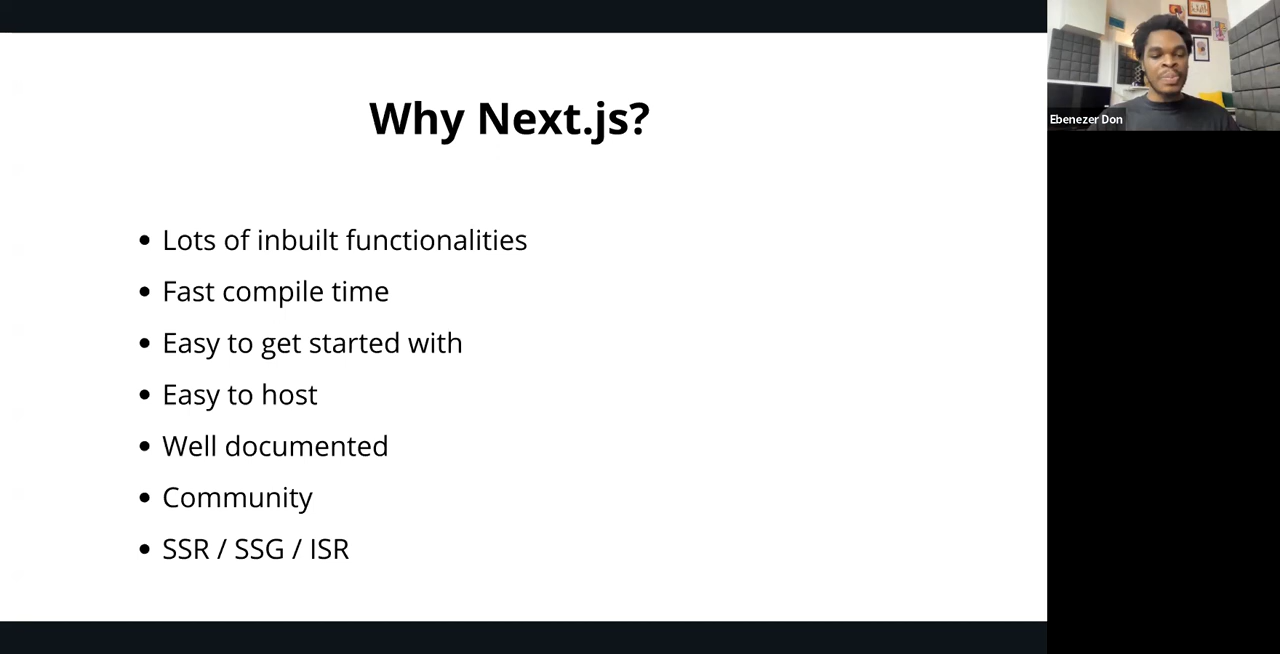 Why Next.js?
• Lots of inbuilt functionalities
• Fast compile time
• Easy to get started with
• Easy to host
• Well documented
• Community
• SSR / SSG / ISR
Ebenezer Don